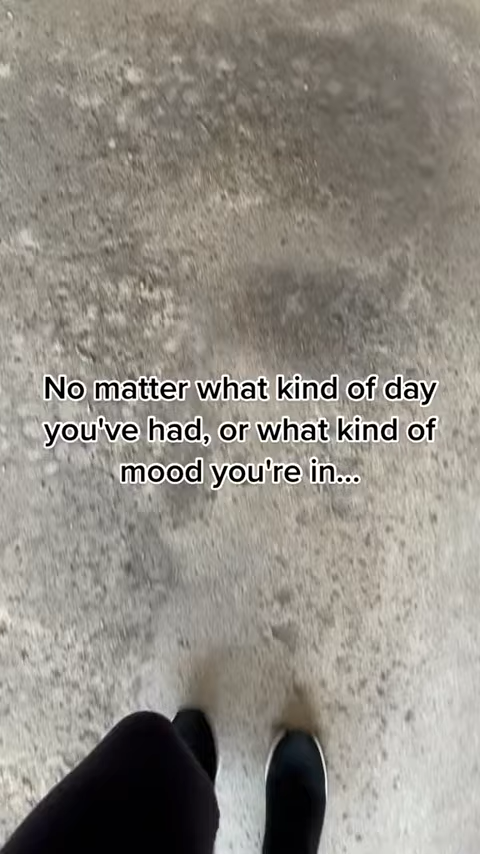 No matter what kind of day
you've had, or what kind of
mood you're in...